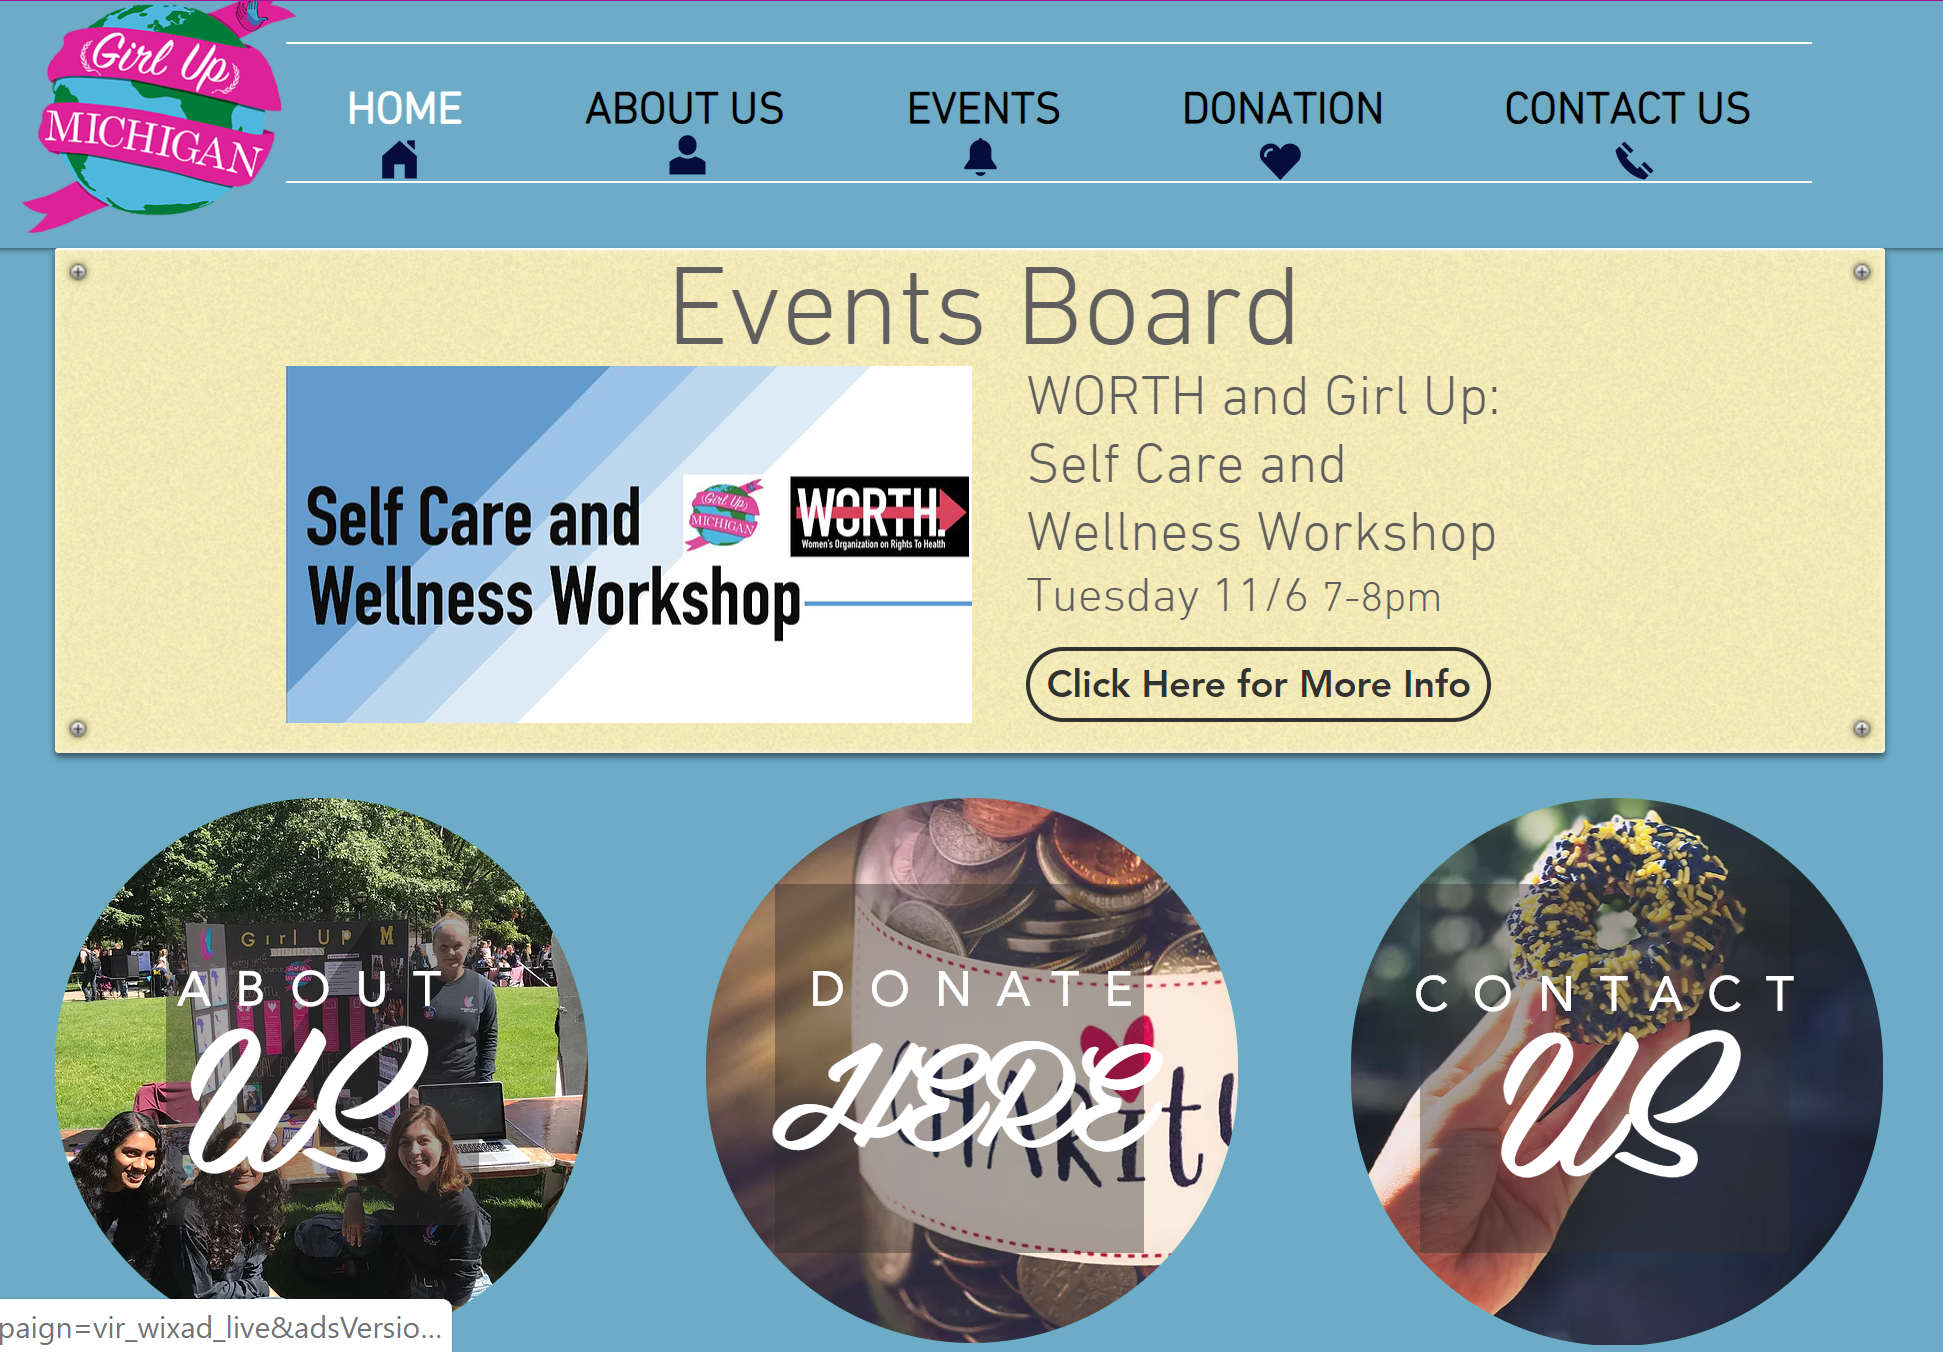 Girl Up
MICHIGAN
HOME
ABOUT US
EVENTS
DONATION
CONTACT US
Events Board
Self Care and
Wellness Workshop
Girl Up
MICHIGAN
WORTH.
Women's Organization on Rights To Health
WORTH and Girl Up:
Self Care and
Wellness Workshop
Tuesday 11/6 7-8pm
Click Here for More Info
Girl Up M
MICHIGAN
ABOUT
US
DONATE
HERE
CHARITY
CONTACT
US
paign=vir_wixad_live&adsVersio...